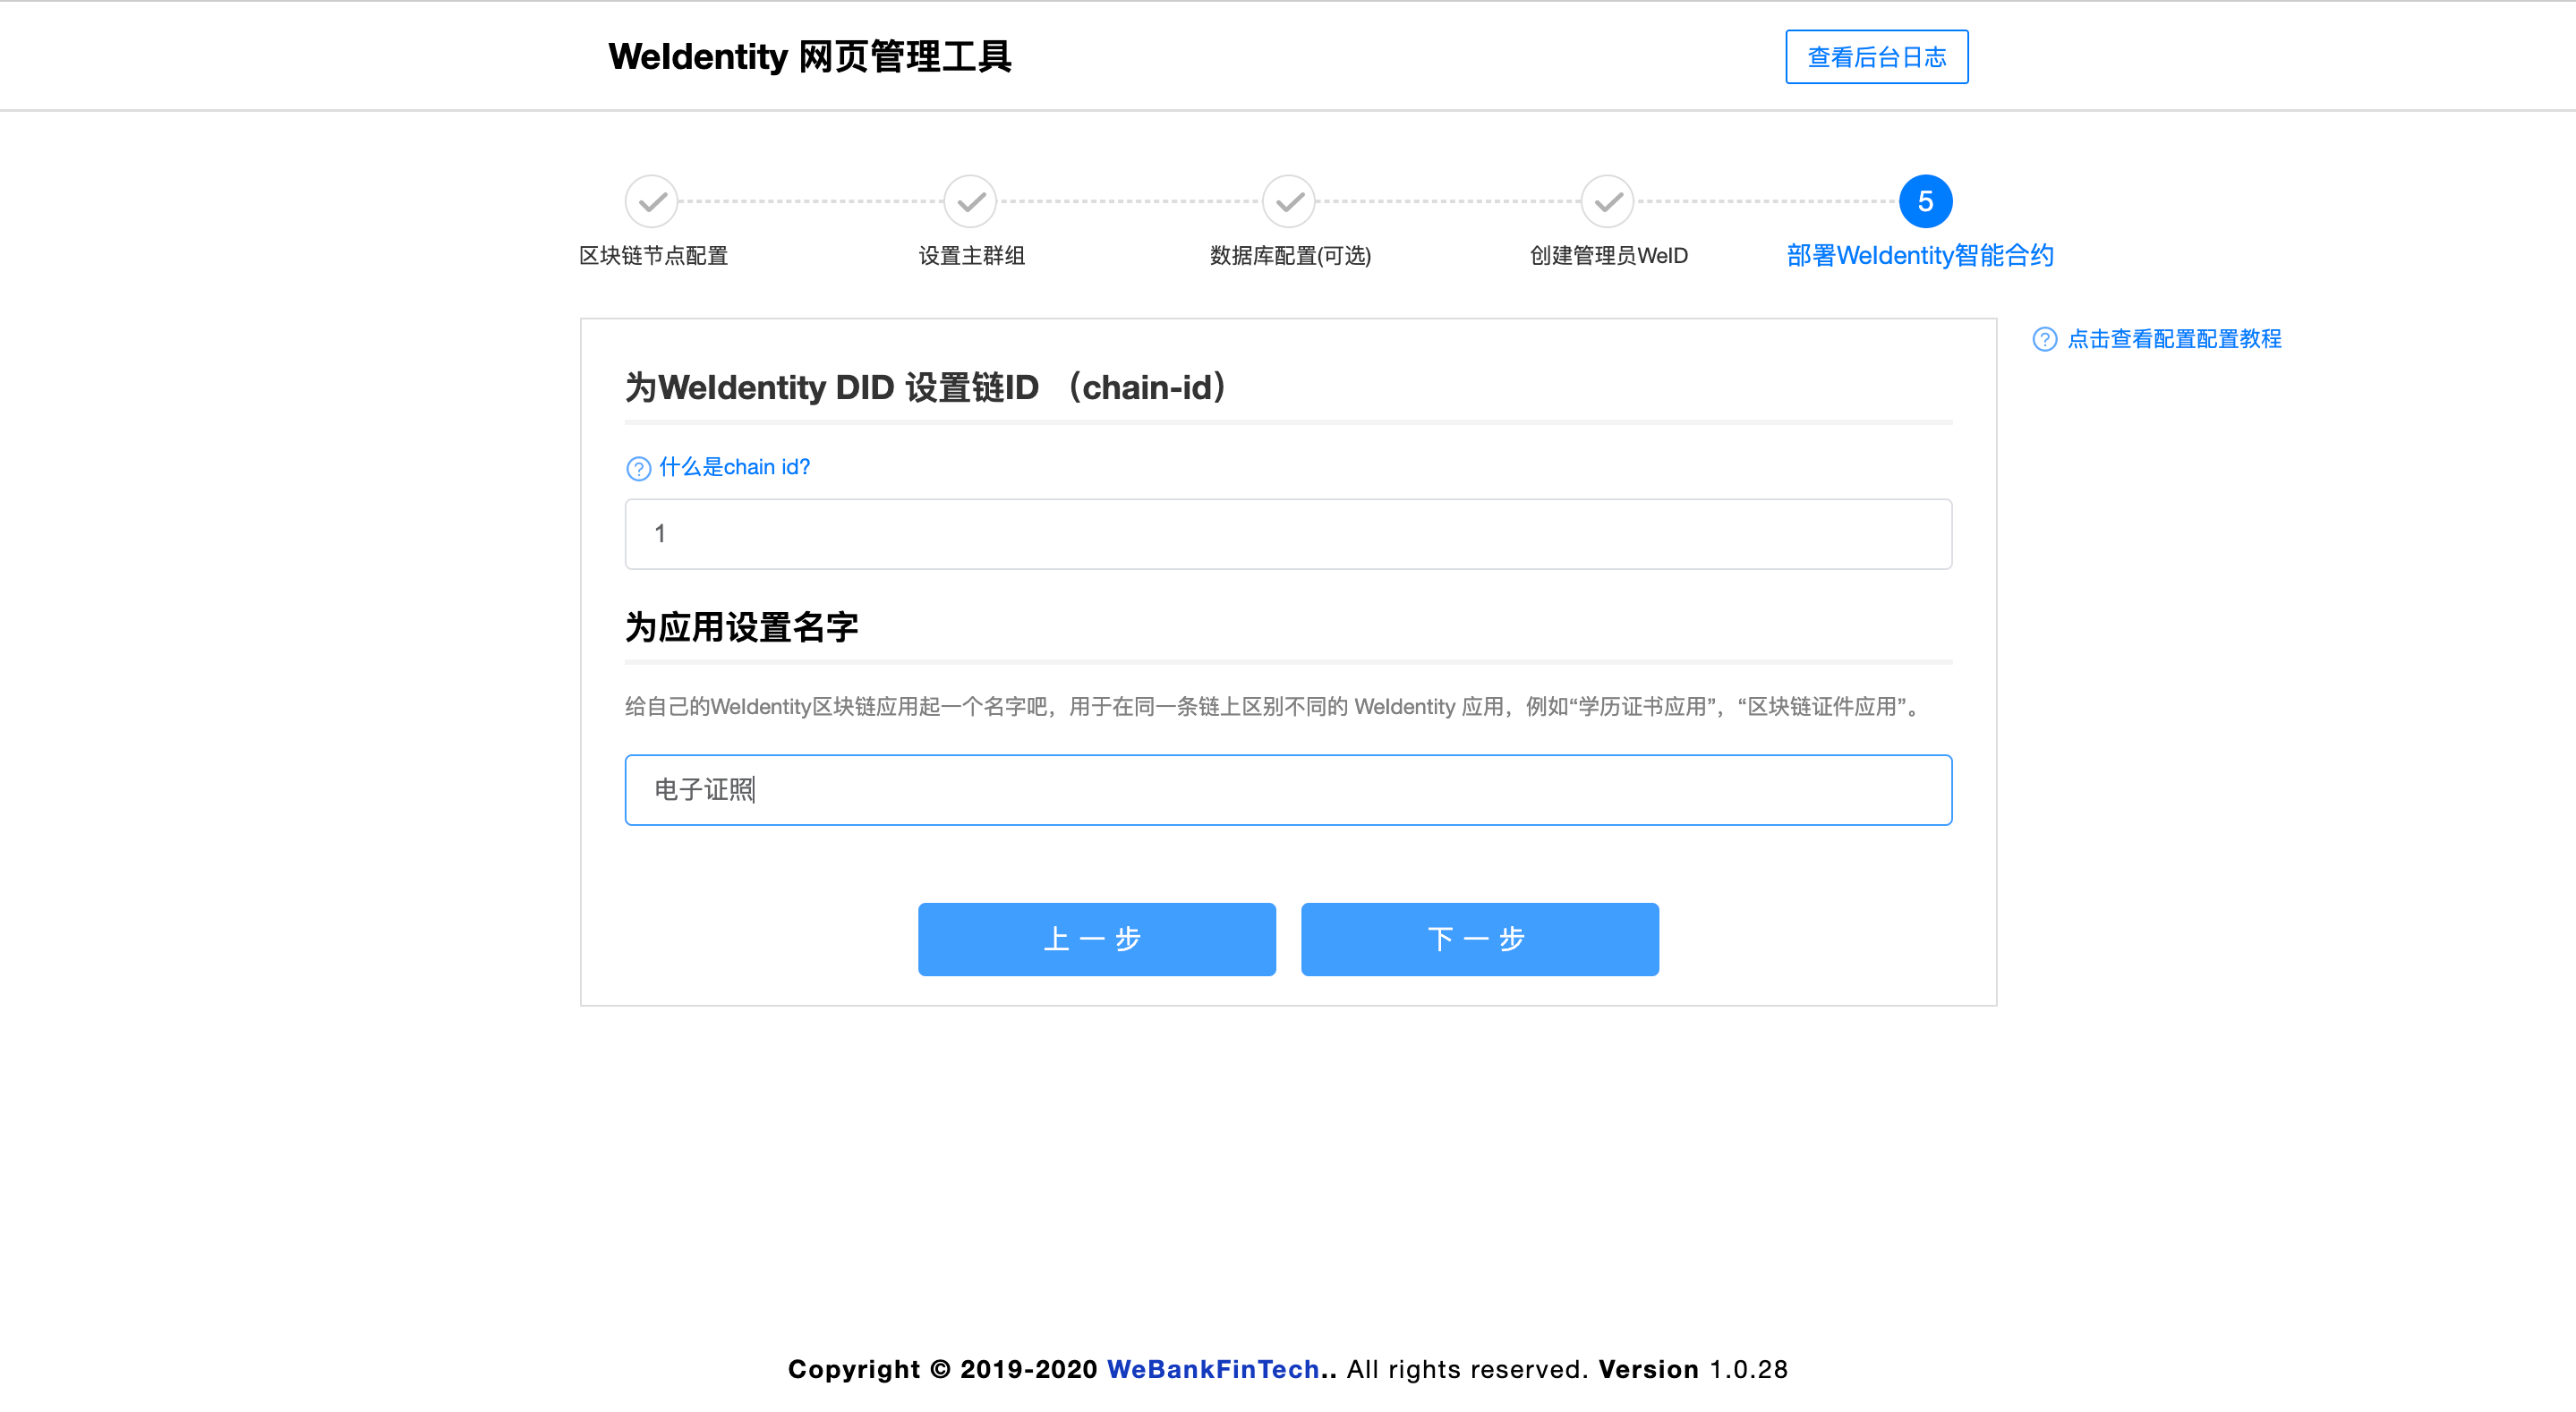 WeIdentity 网页管理工具
查看后台日志
5
区块链节点配置
设置主群组
数据库配置(可选)
创建管理员WeID
部署WeIdentity智能合约
? 点击查看配置配置教程
为WeIdentity DID 设置链ID （chain-id）
? 什么是chain id?
1
为应用设置名字
给自己的WeIdentity区块链应用起一个名字吧，用于在同一条链上区别不同的 WeIdentity 应用，例如“学历证书应用”，“区块链证件应用”。
电子证照
上一步
下一步
Copyright © 2019-2020 WeBankFinTech.. All rights reserved. Version 1.0.28